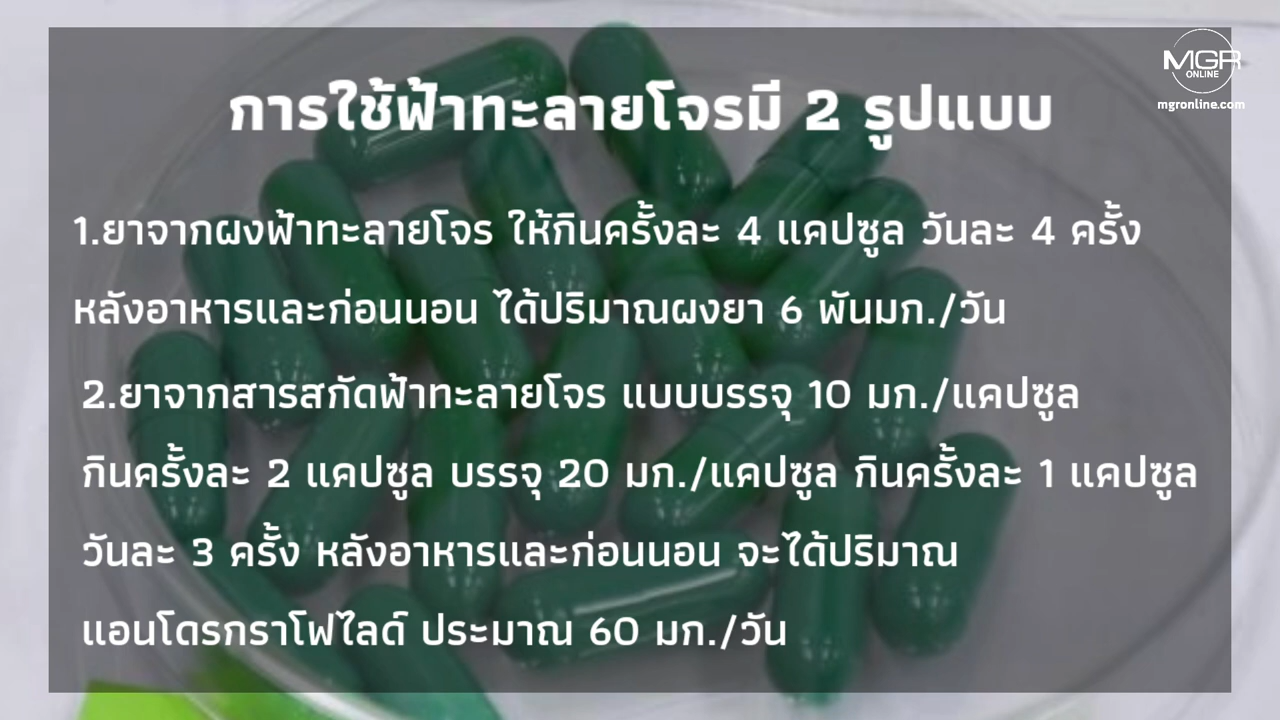 MGR
ONLINE
mgronline.com
การใช้ฟ้าทะลายโจรมี 2 รูปแบบ
1.ยาจากผงฟ้าทะลายโจร ให้กินครั้งละ 4 แคปซูล วันละ 4 ครั้ง
หลังอาหารและก่อนนอน ได้ปริมาณผงยา 6 พันมก./วัน
2.ยาจากสารสกัดฟ้าทะลายโจร แบบบรรจุ 10 มก./แคปซูล
กินครั้งละ 2 แคปซูล บรรจุ 20 มก./แคปซูล กินครั้งละ 1 แคปซูล
วันละ 3 ครั้ง หลังอาหารและก่อนนอน จะได้ปริมาณ
แอนโดรกราโฟไลด์ ประมาณ 60 มก./วัน